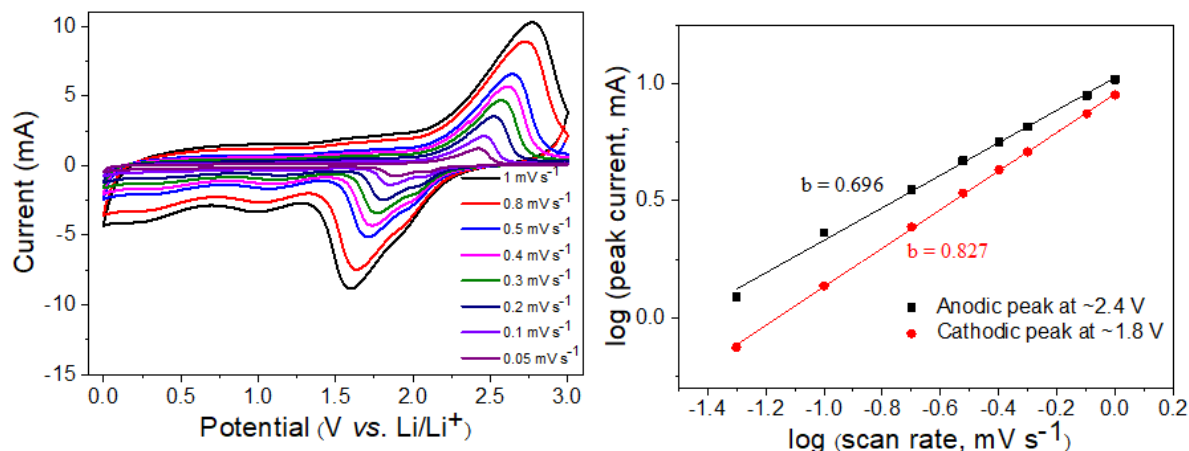 10
5
0
-5
-10
-15
Current (mA)
0.0 0.5 1.0 1.5 2.0 2.5 3.0
Potential (V vs. Li/Li⁺)
1 mV s⁻¹
0.8 mV s⁻¹
0.5 mV s⁻¹
0.4 mV s⁻¹
0.3 mV s⁻¹
0.2 mV s⁻¹
0.1 mV s⁻¹
0.05 mV s⁻¹
log (peak current, mA)
1.0
0.5
0.0
b = 0.696
b = 0.827
Anodic peak at ~2.4 V
Cathodic peak at ~1.8 V
-1.4 -1.2 -1.0 -0.8 -0.6 -0.4 -0.2 0.0 0.2
log (scan rate, mV s⁻¹)